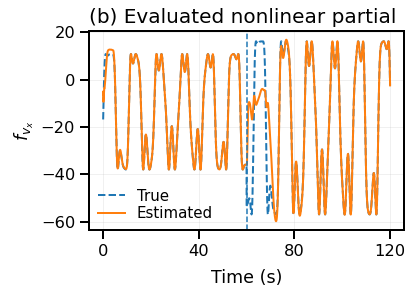 (b) Evaluated nonlinear partial
20
0
−20
−40
−60
f_{v_x}
True
Estimated
0
40
80
120
Time (s)